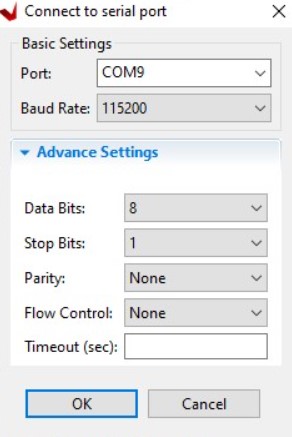 Connect to serial port
Basic Settings
Port: COM9
Baud Rate: 115200
Advance Settings
Data Bits: 8
Stop Bits: 1
Parity: None
Flow Control: None
Timeout (sec):
OK Cancel